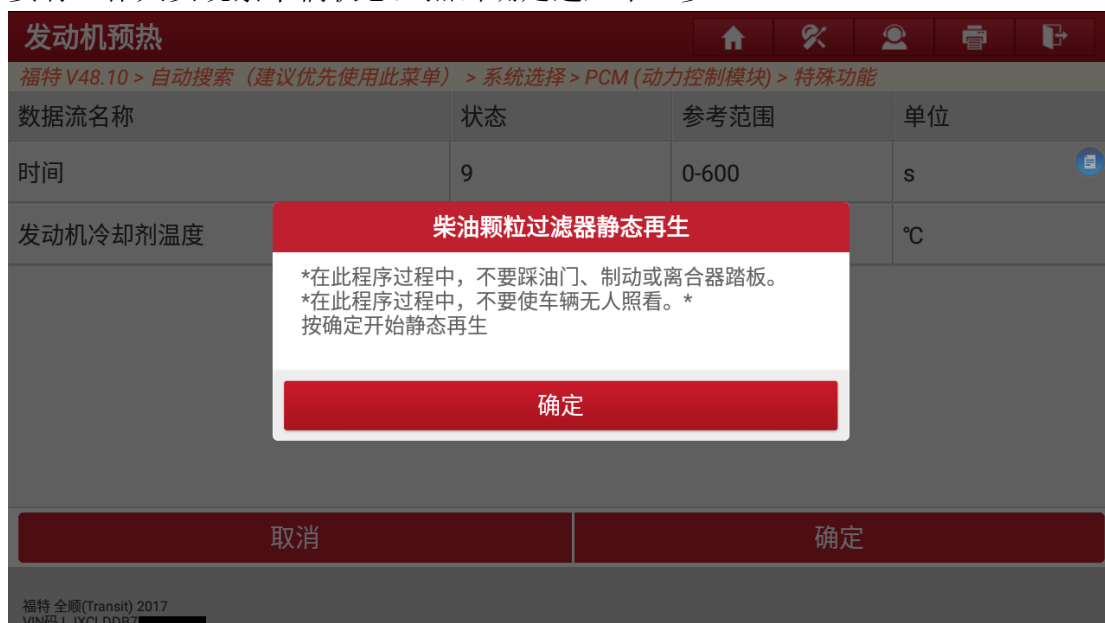 发动机预热
福特 V48.10 > 自动搜索（建议优先使用此菜单）> 系统选择 > PCM (动力控制模块) > 特殊功能
数据流名称 状态 参考范围 单位
时间 9 0-600 s
发动机冷却剂温度 ℃
柴油颗粒过滤器静态再生
*在此程序过程中，不要踩油门、制动或离合器踏板。
*在此程序过程中，不要使车辆无人照看。*
按确定开始静态再生
确定
取消 确定
福特 全顺(Transit) 2017